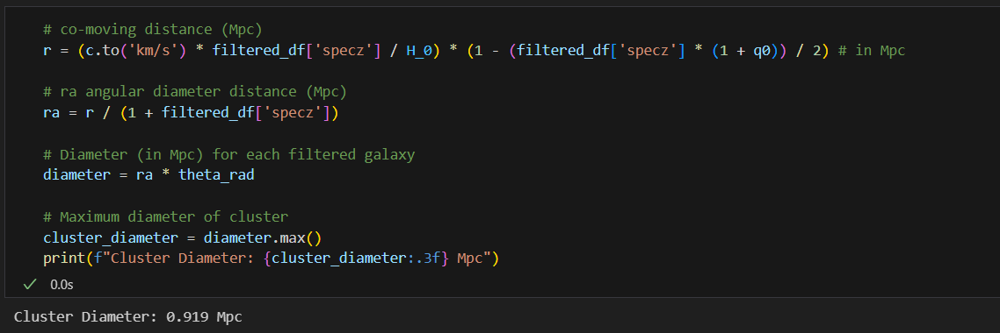 # co-moving distance (Mpc)
r = (c.to('km/s') * filtered_df['specz'] / H_0) * (1 - (filtered_df['specz'] * (1 + q0)) / 2) # in Mpc
# ra angular diameter distance (Mpc)
ra = r / (1 + filtered_df['specz'])
# Diameter (in Mpc) for each filtered galaxy
diameter = ra * theta_rad
# Maximum diameter of cluster
cluster_diameter = diameter.max()
print(f"Cluster Diameter: {cluster_diameter:.3f} Mpc")
0.0s
Cluster Diameter: 0.919 Mpc